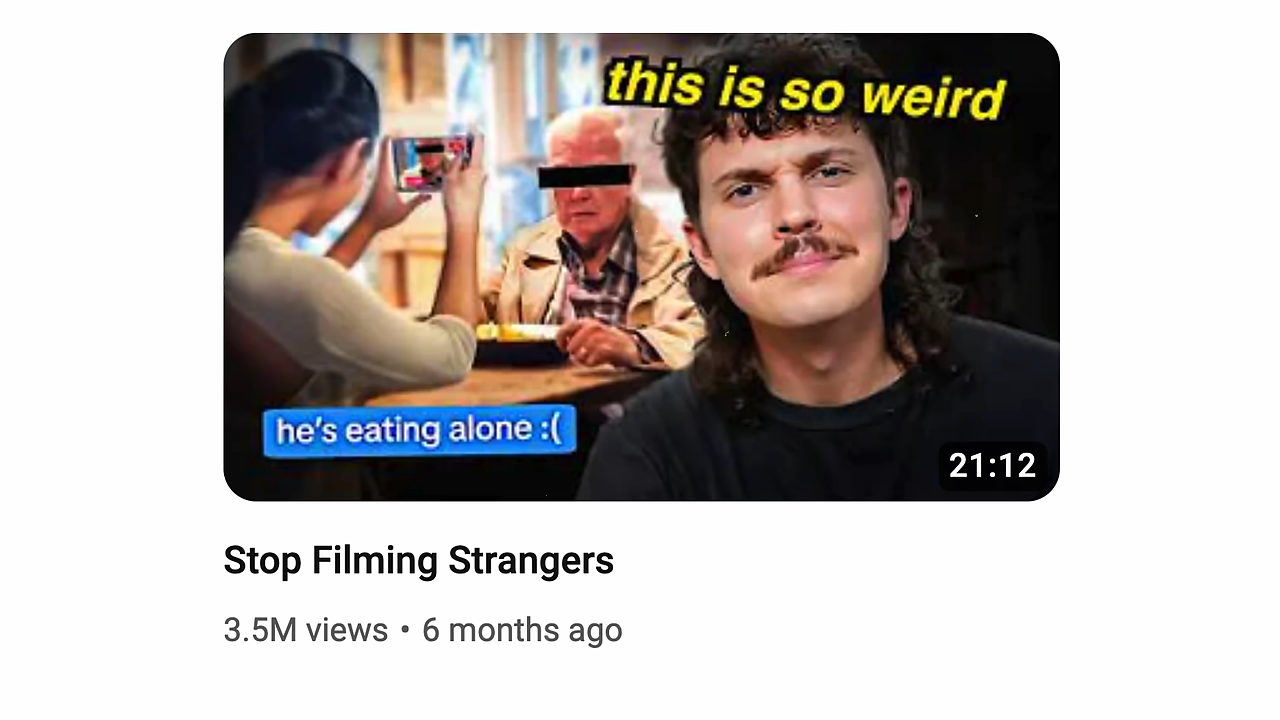 this is so weird
he's eating alone :(
21:12
Stop Filming Strangers
3.5M views • 6 months ago